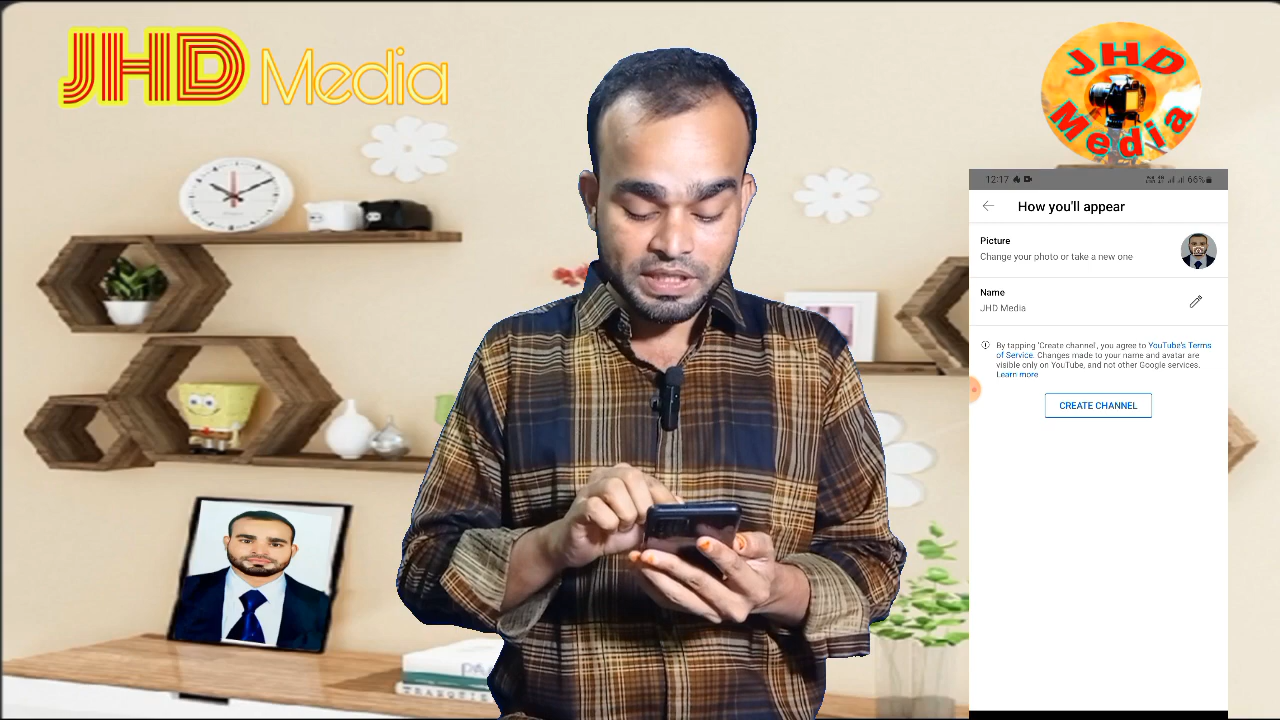 JHD Media
JHD
Media
12:17
66%
How you'll appear
Picture
Change your photo or take a new one
Name
JHD Media
By tapping 'Create channel', you agree to YouTube's Terms
of Service. Changes made to your name and avatar are
visible only on YouTube, and not other Google services.
Learn more
CREATE CHANNEL